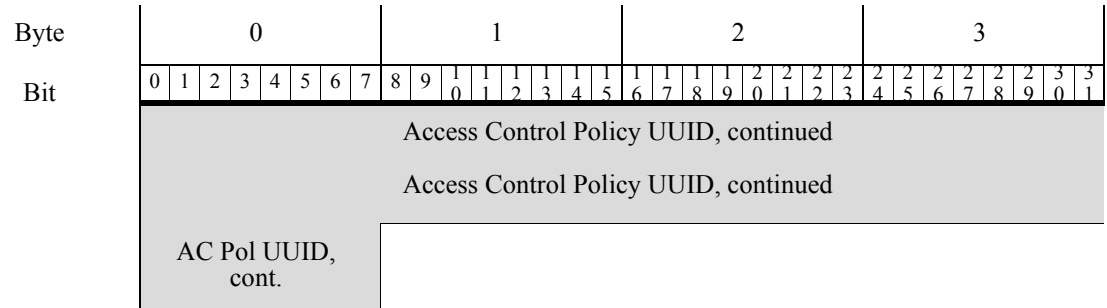 Byte 0 1 2 3
Bit 0 1 2 3 4 5 6 7 8 9 10 11 12 13 14 15 16 17 18 19 20 21 22 23 24 25 26 27 28 29 30 31
Access Control Policy UUID, continued
Access Control Policy UUID, continued
AC Pol UUID,
cont.